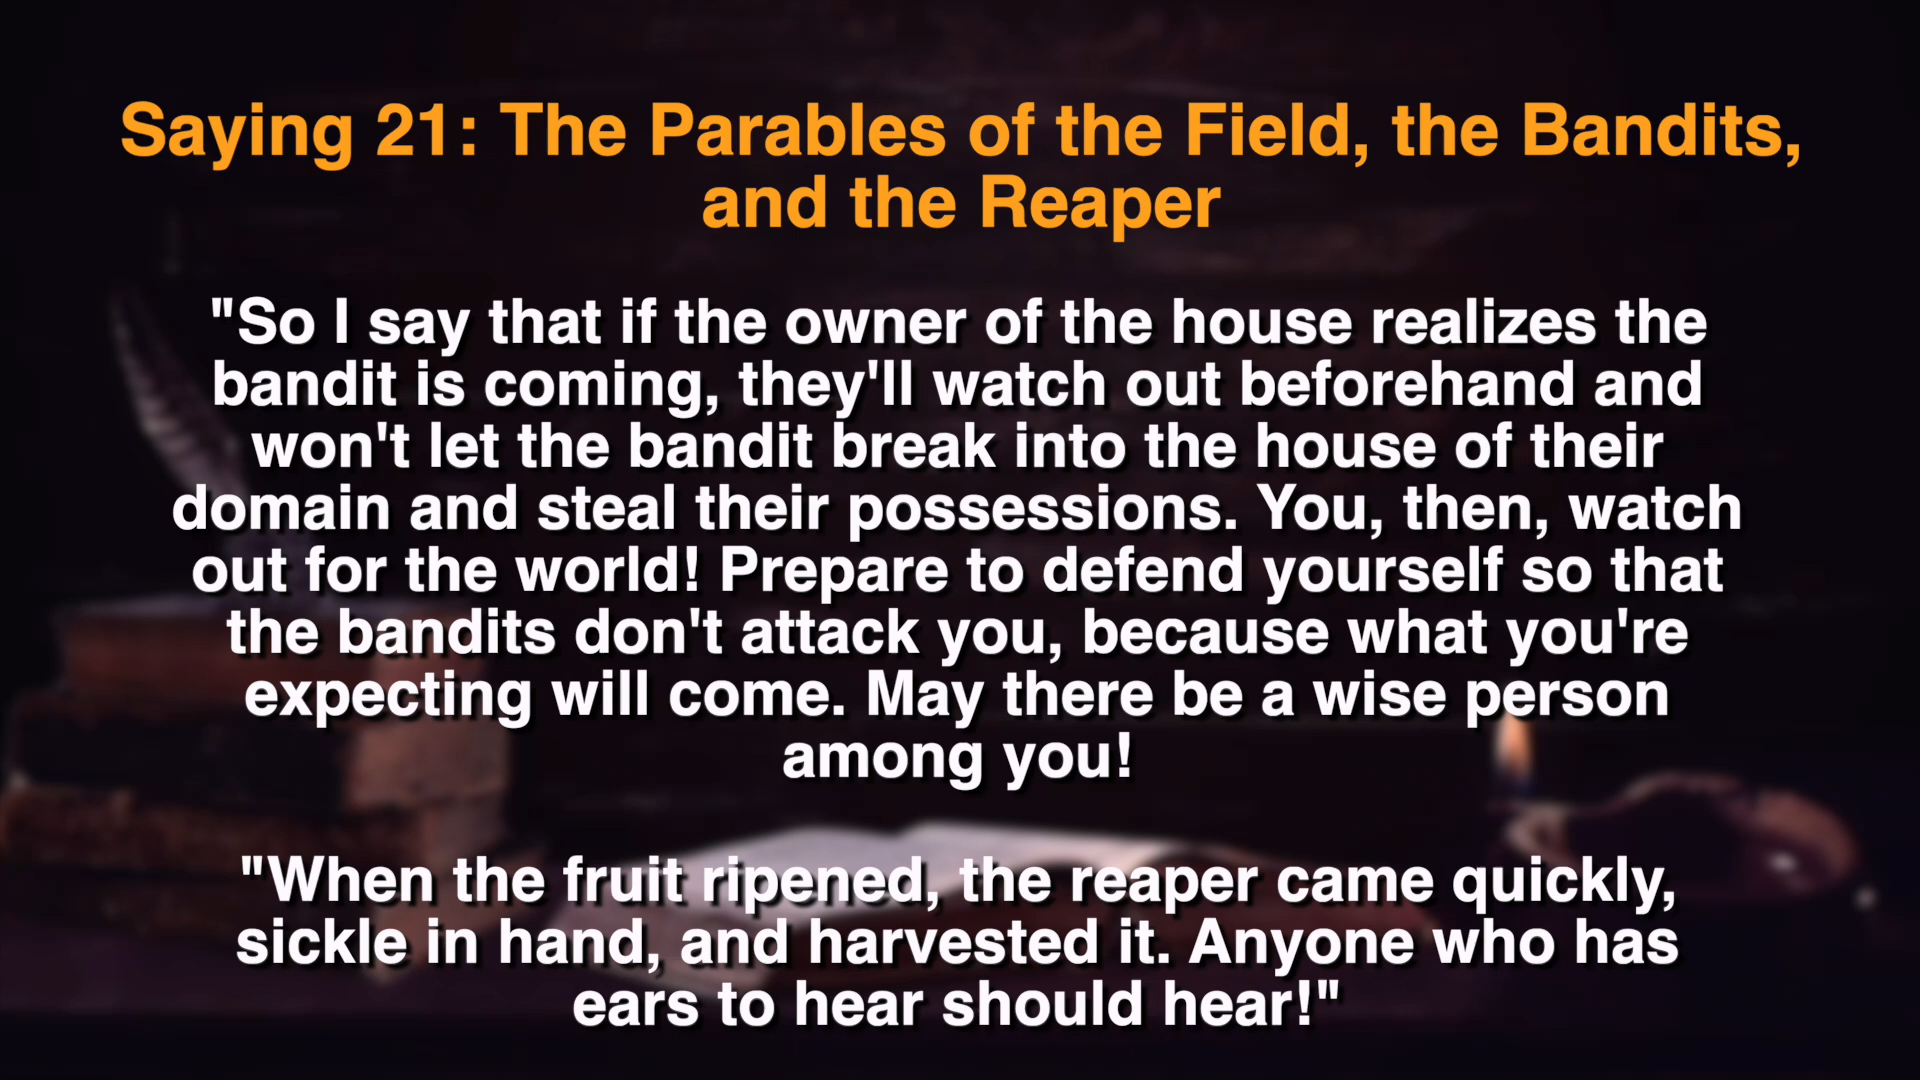 Saying 21: The Parables of the Field, the Bandits,
and the Reaper
"So I say that if the owner of the house realizes the
bandit is coming, they'll watch out beforehand and
won't let the bandit break into the house of their
domain and steal their possessions. You, then, watch
out for the world! Prepare to defend yourself so that
the bandits don't attack you, because what you're
expecting will come. May there be a wise person
among you!
"When the fruit ripened, the reaper came quickly,
sickle in hand, and harvested it. Anyone who has
ears to hear should hear!"